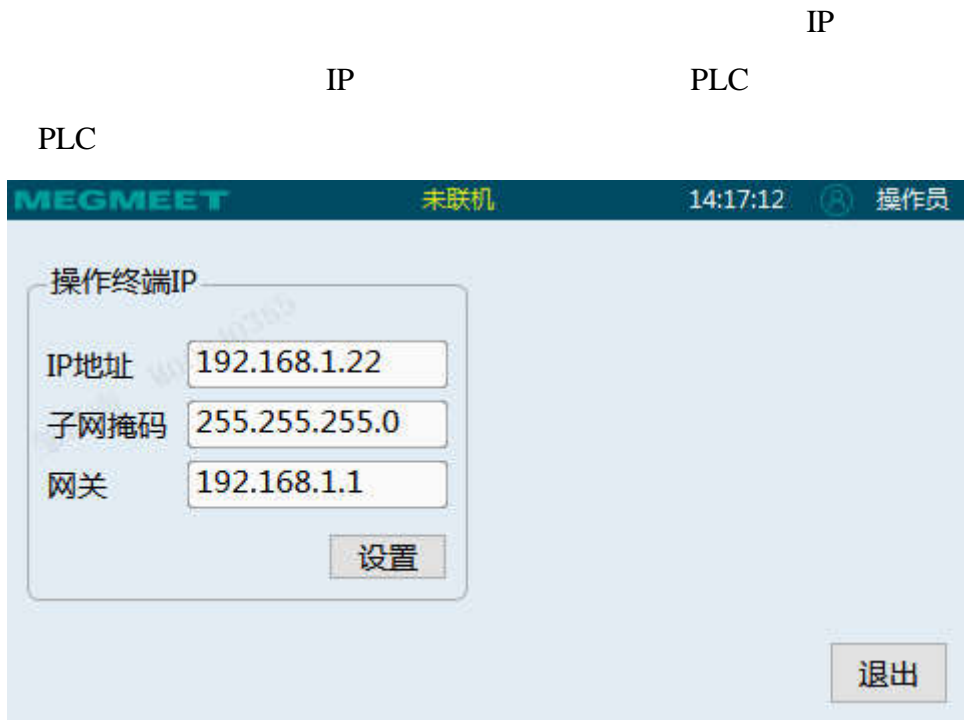 IP
IP PLC
PLC
MEGMEET 未联机 14:17:12 操作员
操作终端IP
IP地址 192.168.1.22
子网掩码 255.255.255.0
网关 192.168.1.1
设置
退出